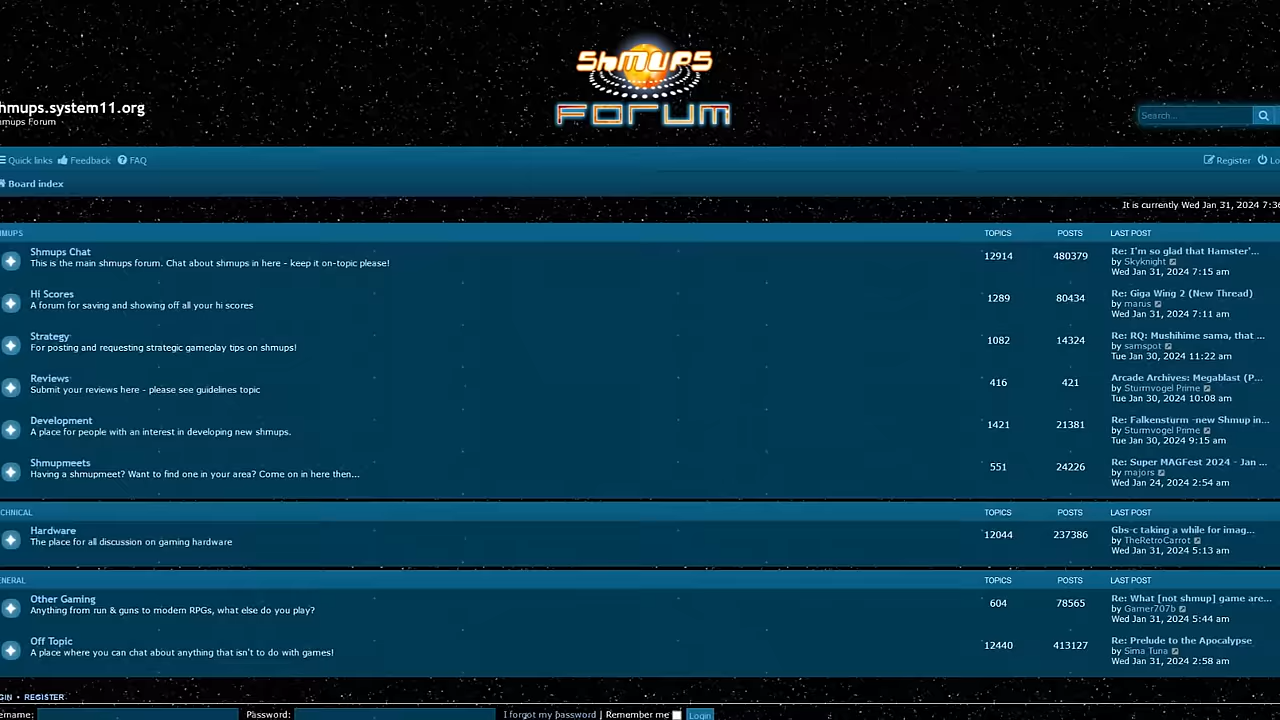 ShMUPS
FORUM
hmups.system11.org
hmups Forum
Search...
Quick links Feedback FAQ
Register Lo
Board index
It is currently Wed Jan 31, 2024 7:36
MUPS TOPICS POSTS LAST POST
Shmups Chat
This is the main shmups forum. Chat about shmups in here - keep it on-topic please!
12914 480379
Re: I'm so glad that Hamster'...
by Skyknight
Wed Jan 31, 2024 7:15 am
Hi Scores
A forum for saving and showing off all your hi scores
1289 80434
Re: Giga Wing 2 (New Thread)
by marus
Wed Jan 31, 2024 7:11 am
Strategy
For posting and requesting strategic gameplay tips on shmups!
1082 14324
Re: RQ: Mushihime sama, that ...
by samspot
Tue Jan 30, 2024 11:22 am
Reviews
Submit your reviews here - please see guidelines topic
416 421
Arcade Archives: Megablast (P...
by Sturmvogel Prime
Tue Jan 30, 2024 10:08 am
Development
A place for people with an interest in developing new shmups.
1421 21381
Re: Falkensturm -new Shmup in...
by Sturmvogel Prime
Tue Jan 30, 2024 9:15 am
Shmupmeets
Having a shmupmeet? Want to find one in your area? Come on in here then...
551 24226
Re: Super MAGFest 2024 - Jan ...
by majors
Wed Jan 24, 2024 2:54 am
CHNICAL TOPICS POSTS LAST POST
Hardware
The place for all discussion on gaming hardware
12044 237386
Gbs-c taking a while for imag...
by TheRetroCarrot
Wed Jan 31, 2024 5:13 am
ENERAL TOPICS POSTS LAST POST
Other Gaming
Anything from run & guns to modern RPGs, what else do you play?
604 78565
Re: What [not shmup] game are...
by Gamer707b
Wed Jan 31, 2024 5:44 am
Off Topic
A place where you can chat about anything that isn't to do with games!
12440 413127
Re: Prelude to the Apocalypse
by Sima Tuna
Wed Jan 31, 2024 2:58 am
GIN • REGISTER
ername: Password: I forgot my password | Remember me Login